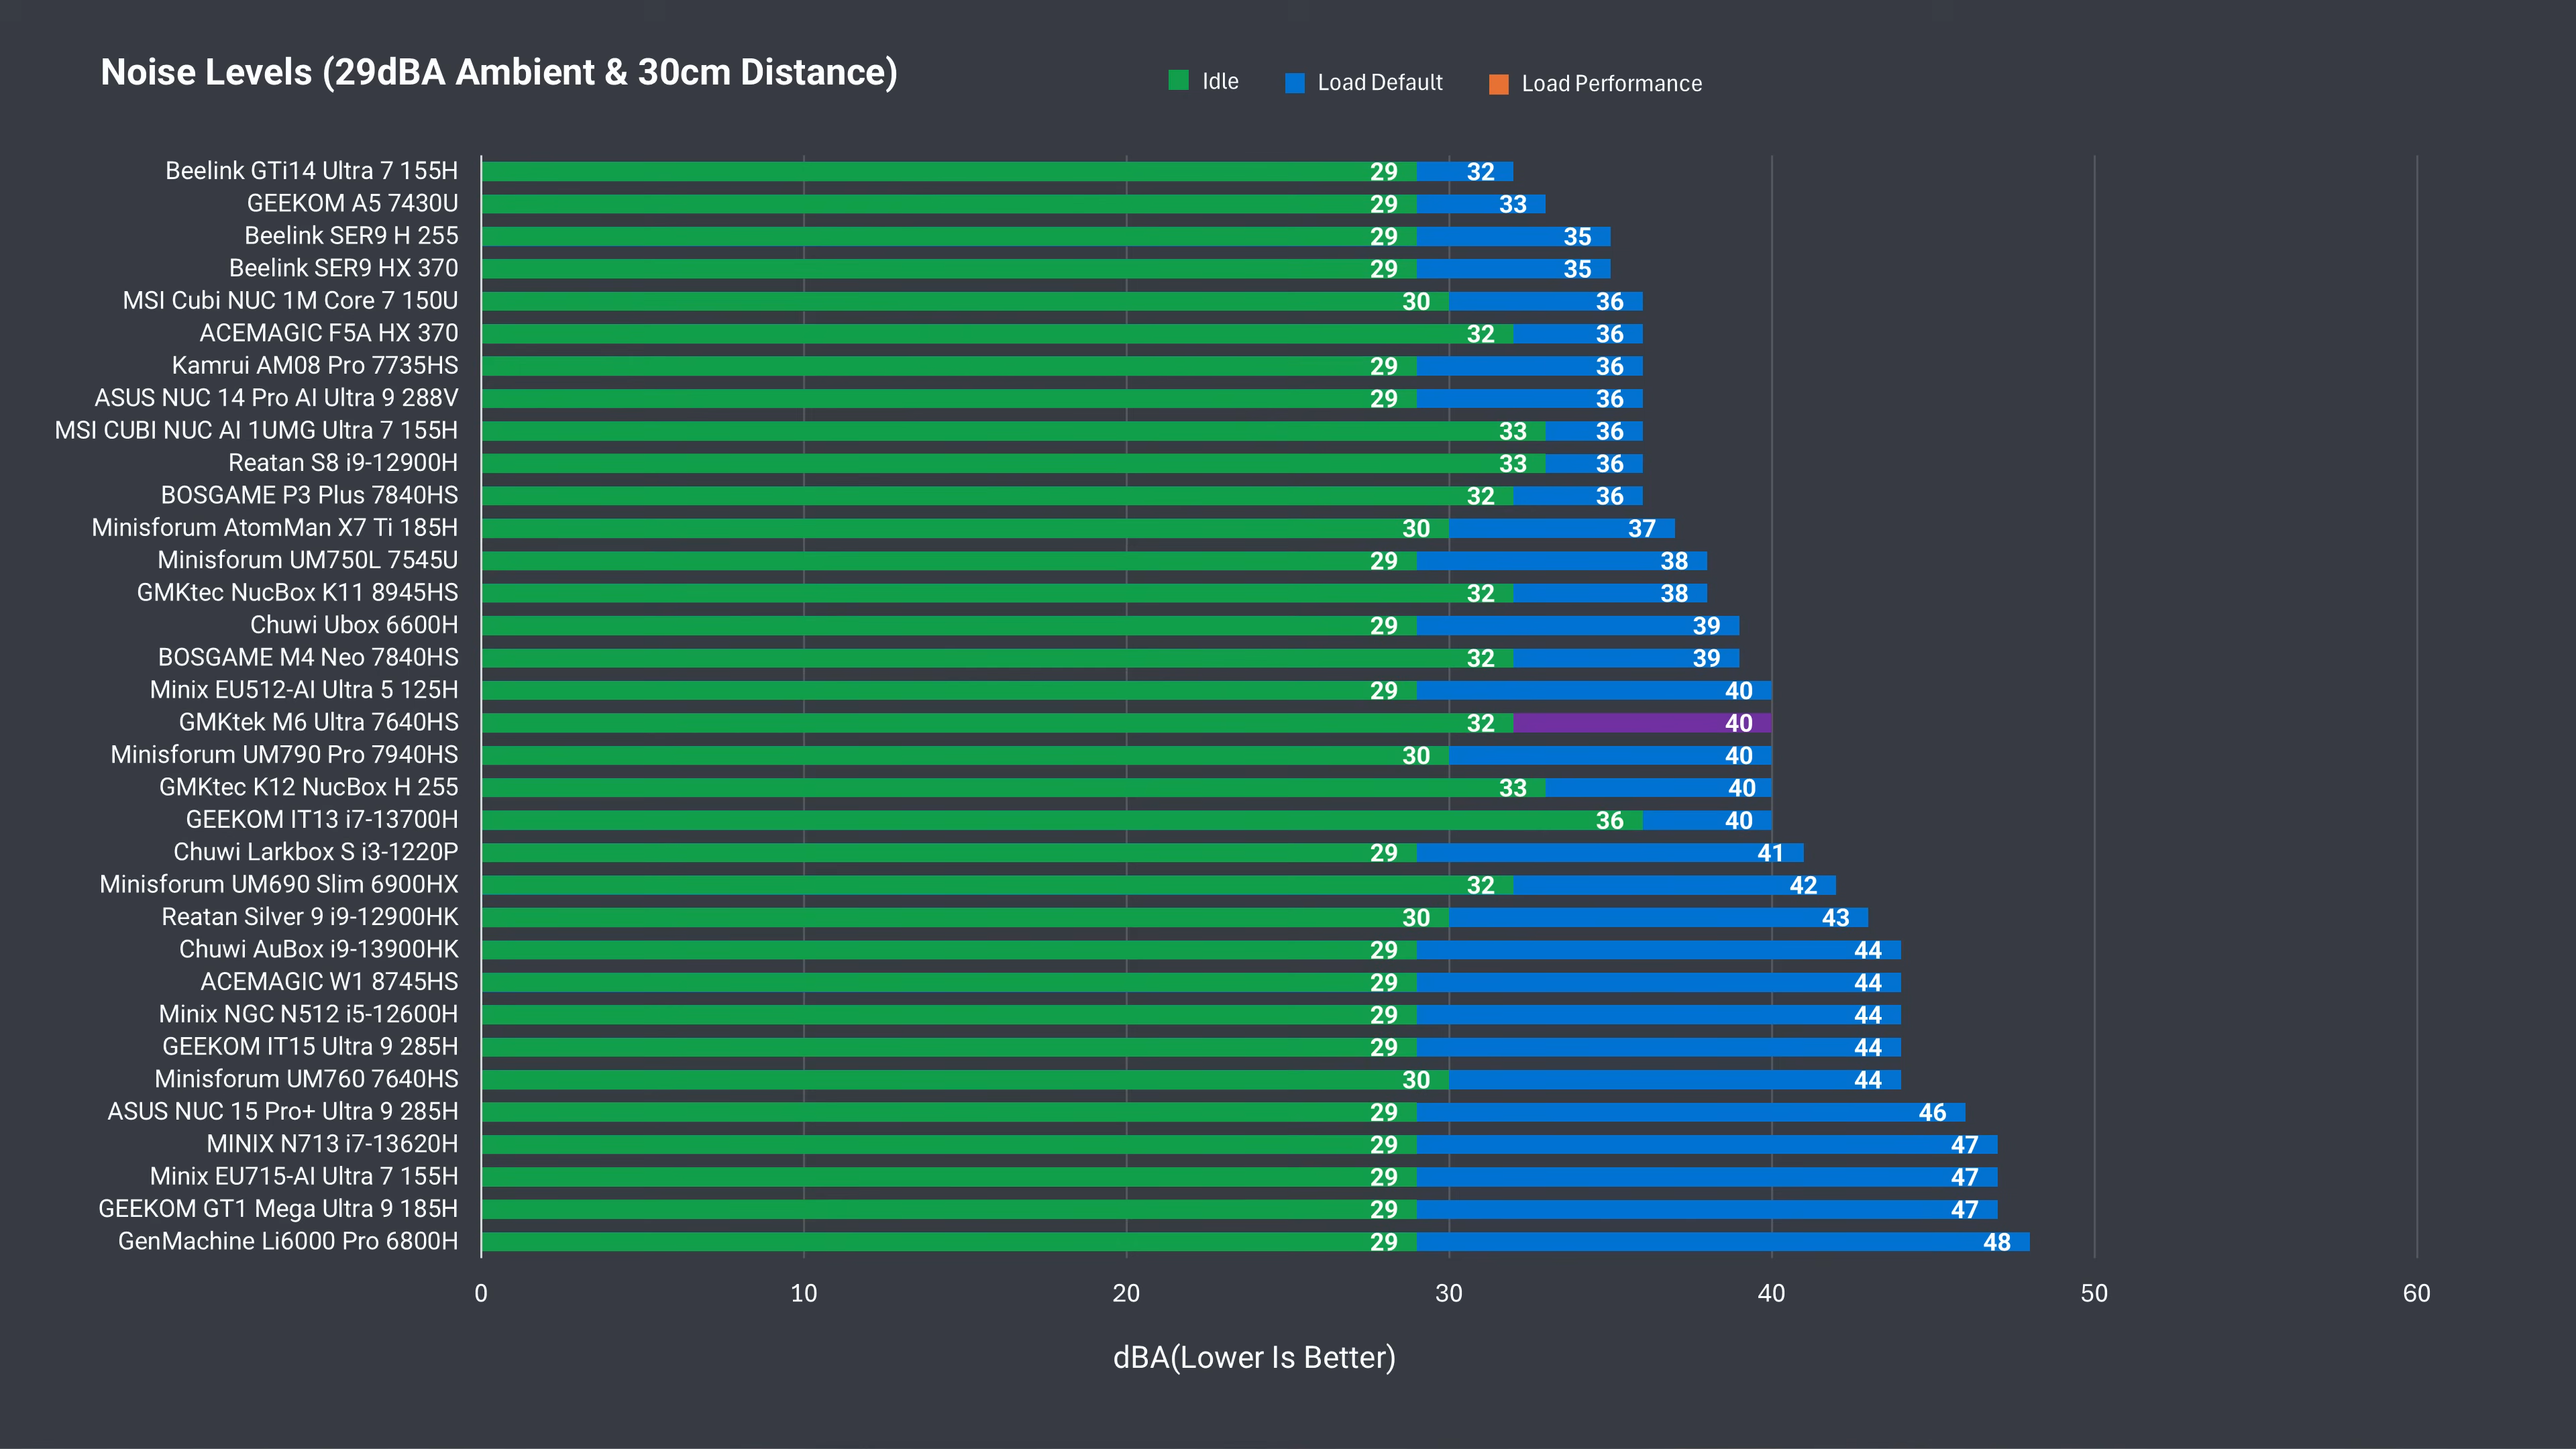 Noise Levels (29dBA Ambient & 30cm Distance)
Idle Load Default Load Performance
Beelink GTi14 Ultra 7 155H 29 32
GEEKOM A5 7430U 29 33
Beelink SER9 H 255 29 35
Beelink SER9 HX 370 29 35
MSI Cubi NUC 1M Core 7 150U 30 36
ACEMAGIC F5A HX 370 32 36
Kamrui AM08 Pro 7735HS 29 36
ASUS NUC 14 Pro AI Ultra 9 288V 29 36
MSI CUBI NUC AI 1UMG Ultra 7 155H 33 36
Reatan S8 i9-12900H 33 36
BOSGAME P3 Plus 7840HS 32 36
Minisforum AtomMan X7 Ti 185H 30 37
Minisforum UM750L 7545U 29 38
GMKtec NucBox K11 8945HS 32 38
Chuwi Ubox 6600H 29 39
BOSGAME M4 Neo 7840HS 32 39
Minix EU512-AI Ultra 5 125H 29 40
GMKtek M6 Ultra 7640HS 32 40
Minisforum UM790 Pro 7940HS 30 40
GMKtec K12 NucBox H 255 33 40
GEEKOM IT13 i7-13700H 36 40
Chuwi Larkbox S i3-1220P 29 41
Minisforum UM690 Slim 6900HX 32 42
Reatan Silver 9 i9-12900HK 30 43
Chuwi AuBox i9-13900HK 29 44
ACEMAGIC W1 8745HS 29 44
Minix NGC N512 i5-12600H 29 44
GEEKOM IT15 Ultra 9 285H 29 44
Minisforum UM760 7640HS 30 44
ASUS NUC 15 Pro+ Ultra 9 285H 29 46
MINIX N713 i7-13620H 29 47
Minix EU715-AI Ultra 7 155H 29 47
GEEKOM GT1 Mega Ultra 9 185H 29 47
GenMachine Li6000 Pro 6800H 29 48
0 10 20 30 40 50 60
dBA(Lower Is Better)